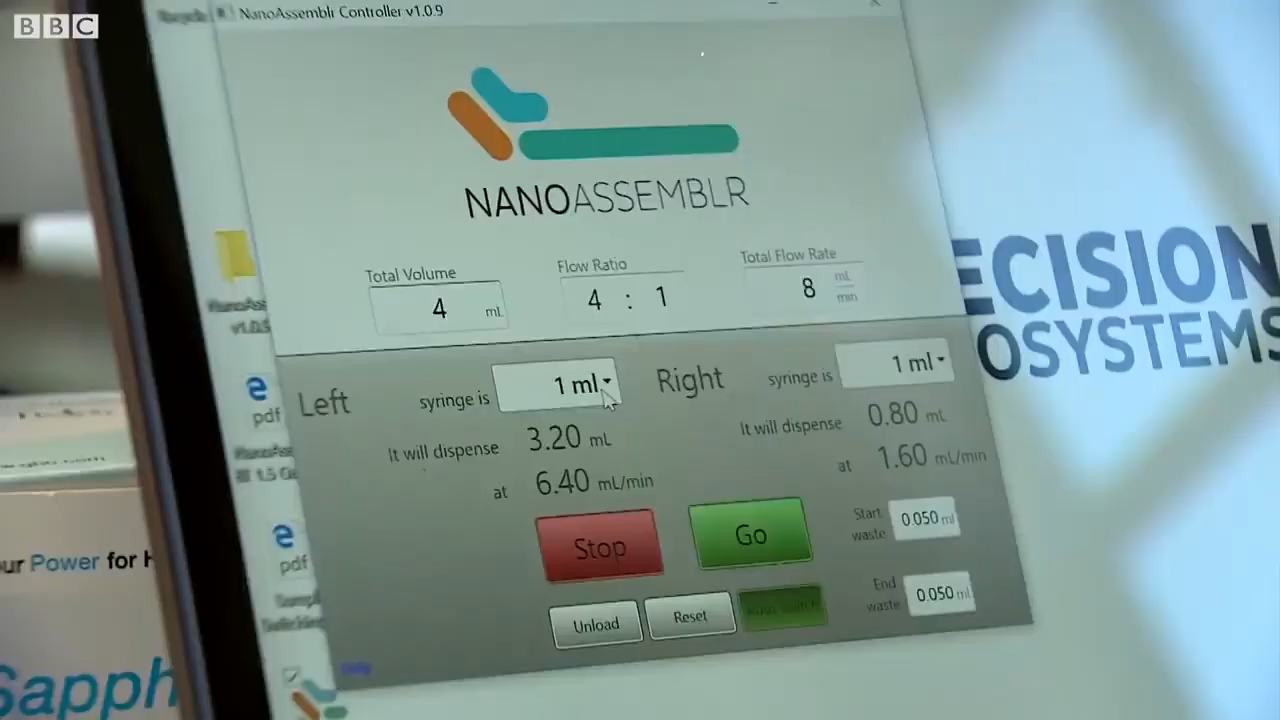 BBC
NanoAssemblr Controller v1.0.9
NANOASSEMBLR
Total Volume
4 mL
Flow Ratio
4 : 1
Total Flow Rate
8 mL min
Left
syringe is 1 ml
It will dispense 3.20 mL
at 6.40 mL/min
Right
syringe is 1 ml
It will dispense 0.80 mL
at 1.60 mL/min
Stop
Go
Start waste 0.050 ml
Unload
Reset
End waste 0.050 ml
ECISION
OSYSTEMS
pdf
pdf
our Power for H
Sapph